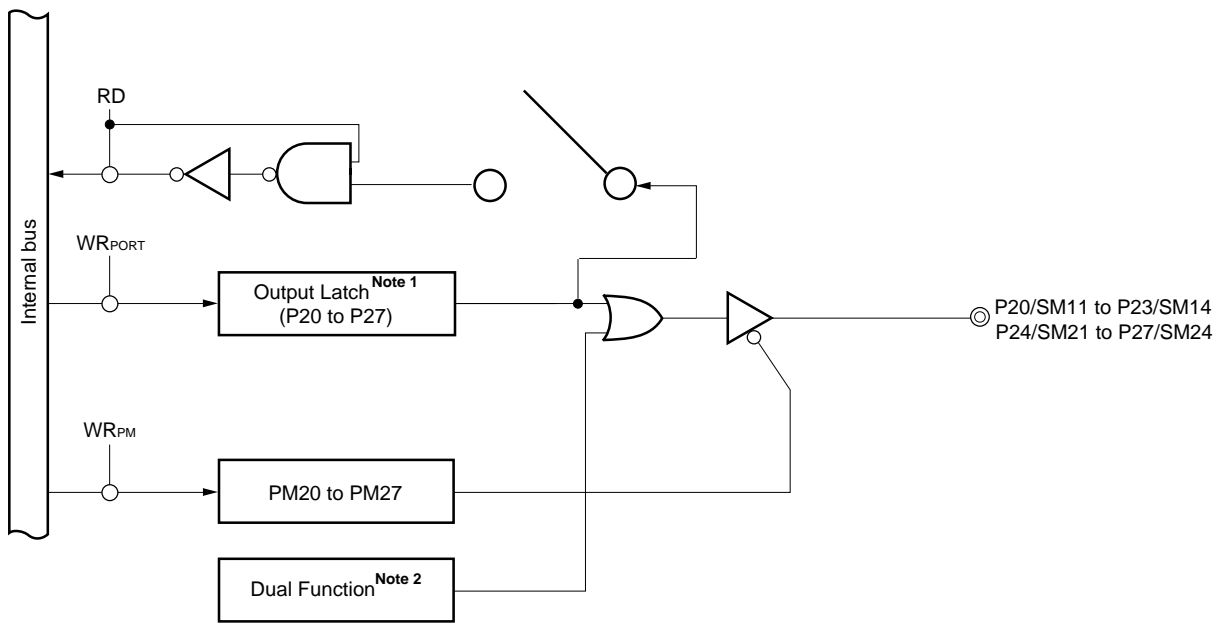 RD
Internal bus
WRPORT
Output Latch Note 1
(P20 to P27)
P20/SM11 to P23/SM14
P24/SM21 to P27/SM24
WRPM
PM20 to PM27
Dual Function Note 2